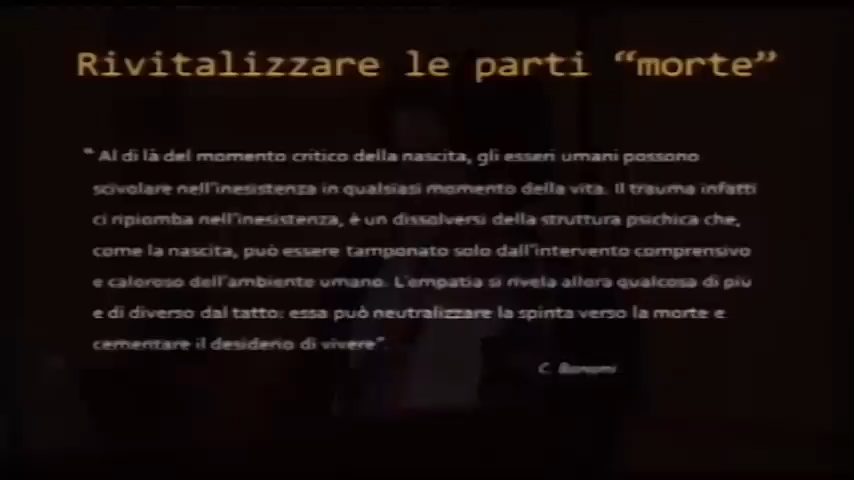 Rivitalizzare le parti “morte”
“ Al di là del momento critico della nascita, gli esseri umani possono
scivolare nell'inesistenza in qualsiasi momento della vita. Il trauma infatti
ci ripiomba nell'inesistenza, è un dissolversi della struttura psichica che,
come la nascita, può essere tamponato solo dall'intervento comprensivo
e caloroso dell'ambiente umano. L'empatia si rivela allora qualcosa di più
e di diverso dal tatto: essa può neutralizzare la spinta verso la morte e
cementare il desiderio di vivere”.
C. Bonomi